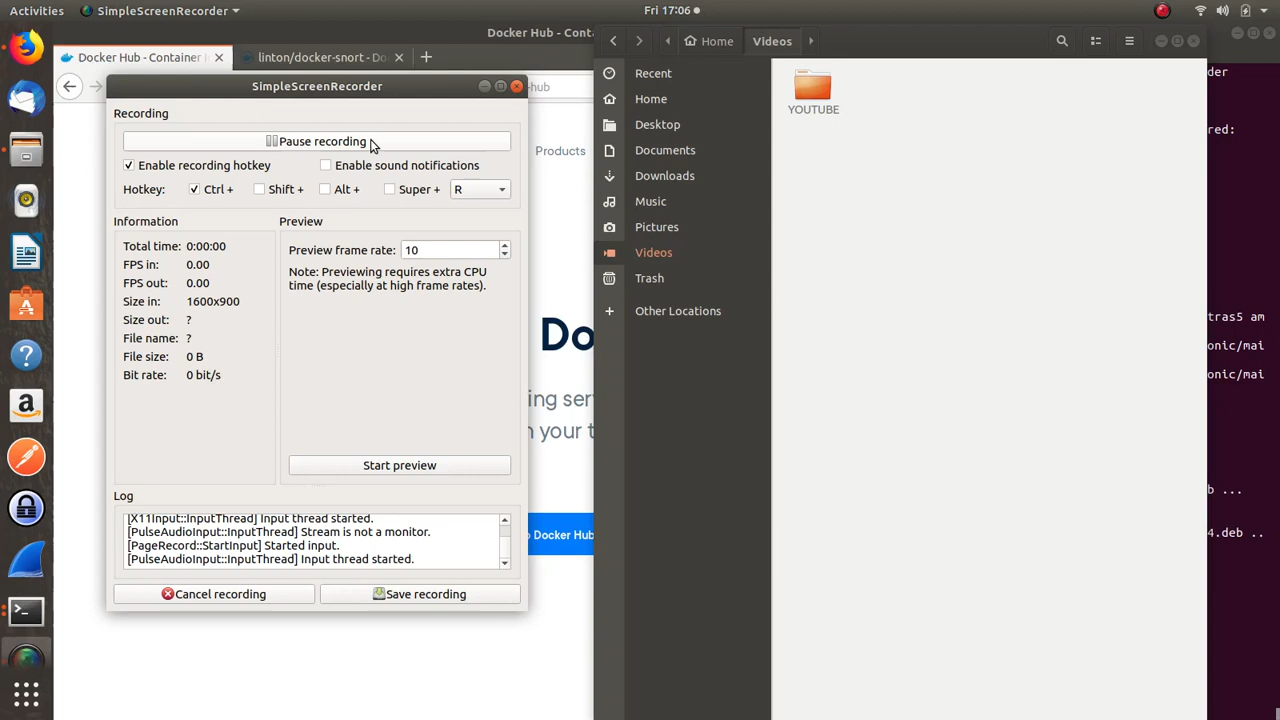 Activities
SimpleScreenRecorder
Fri 17:06
Docker Hub - Container
linton/docker-snort - Do
Docker Hub - Conta
-hub
SimpleScreenRecorder
Recording
Pause recording
Enable recording hotkey
Enable sound notifications
Hotkey:
Ctrl +
Shift +
Alt +
Super +
R
Information
Total time: 0:00:00
FPS in: 0.00
FPS out: 0.00
Size in: 1600x900
Size out: ?
File name: ?
File size: 0 B
Bit rate: 0 bit/s
Preview
Preview frame rate: 10
Note: Previewing requires extra CPU
time (especially at high frame rates).
Start preview
Log
[X11Input::InputThread] Input thread started.
[PulseAudioInput::InputThread] Stream is not a monitor.
[PageRecord::StartInput] Started input.
[PulseAudioInput::InputThread] Input thread started.
Cancel recording
Save recording
Products
Do
ing serv
n your t
o Docker Hub
Home
Videos
Recent
Home
Desktop
Documents
Downloads
Music
Pictures
Videos
Trash
Other Locations
YOUTUBE
der
red:
tras5 am
onic/mai
onic/mai
b ...
4.deb ..